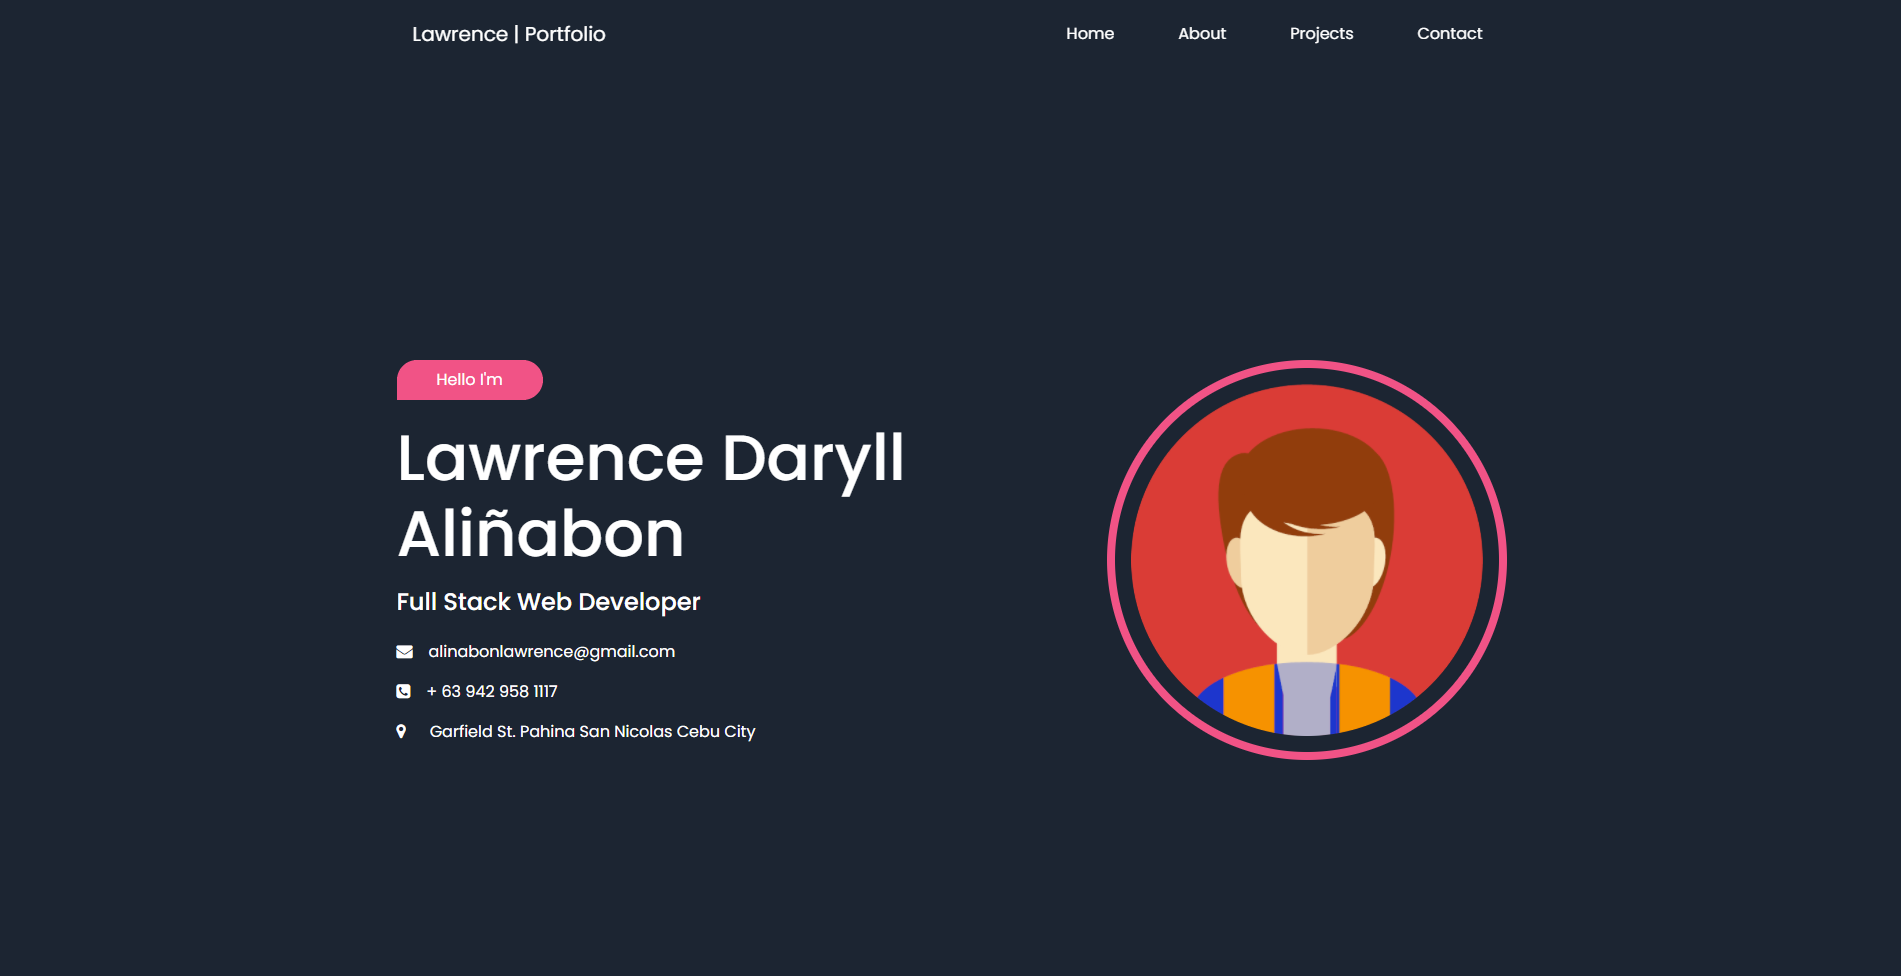 Lawrence | Portfolio
Home About Projects Contact
Hello I'm
Lawrence Daryll
Aliñabon
Full Stack Web Developer
alinabonlawrence@gmail.com
+ 63 942 958 1117
Garfield St. Pahina San Nicolas Cebu City